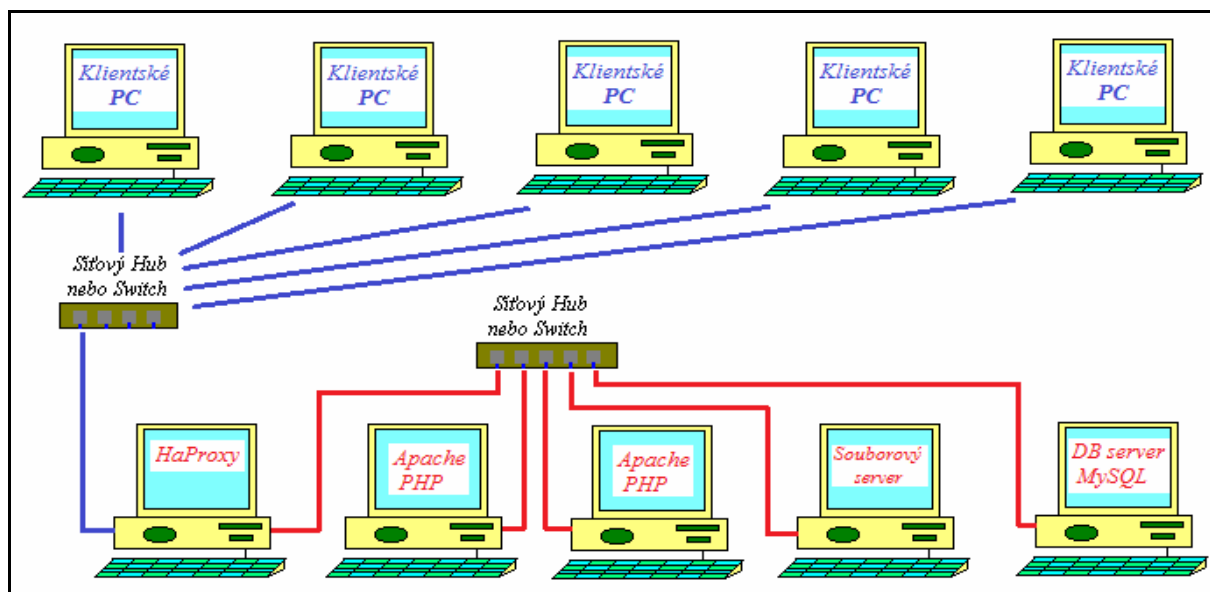 Klientské
PC
Klientské
PC
Klientské
PC
Klientské
PC
Klientské
PC
Síťový Hub
nebo Switch
Síťový Hub
nebo Switch
HaProxy
Apache
PHP
Apache
PHP
Souborový
server
DB server
MySQL